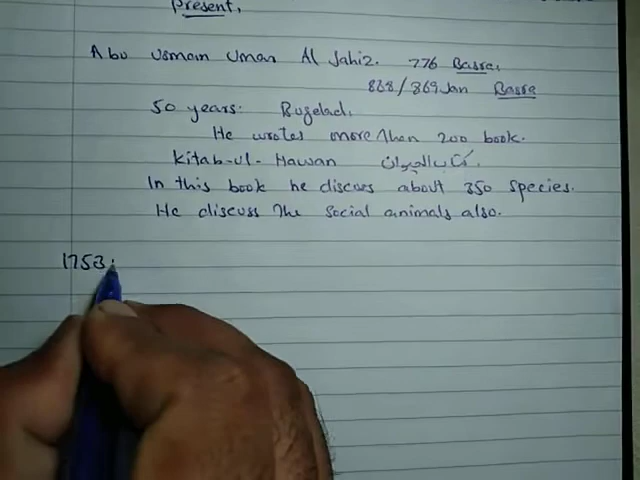 Present,
Abu Usman Umar Al Jahiz. 776 Basra.
868/869 Jan Basra
50 years: Bugdad.
He wrotes more than 200 book.
Kitab-ul-Hawan كتاب الحيوان.
In this book he discuss about 350 species.
He discuss the social animals also.
1753: